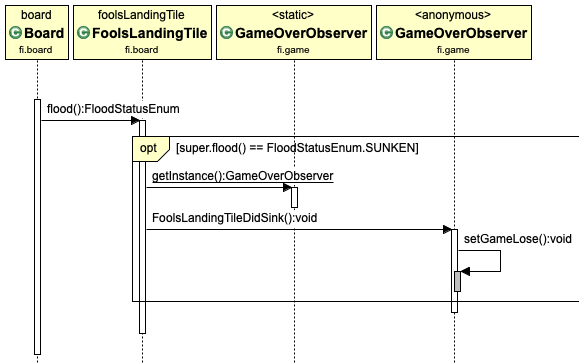 board
C Board
fi.board
foolsLandingTile
C FoolsLandingTile
fi.board
<static>
C GameOverObserver
fi.game
<anonymous>
C GameOverObserver
fi.game
flood():FloodStatusEnum
opt
[super.flood() == FloodStatusEnum.SUNKEN]
getInstance():GameOverObserver
FoolsLandingTileDidSink():void
setGameLose():void